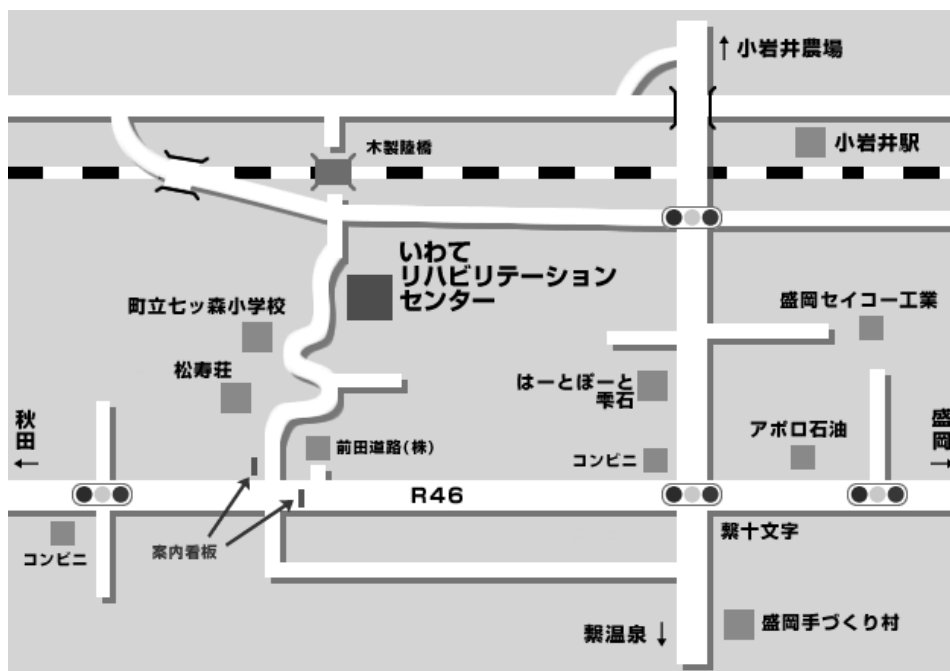 ↑小岩井農場
小岩井駅
木製陸橋
いわて
リハビリテーション
センター
町立七ッ森小学校
盛岡セイコー工業
松寿荘
はーとぽーと
雫石
秋田
←
前田道路(株)
コンビニ
アポロ石油
盛岡
→
R46
コンビニ
案内看板
繋十文字
繋温泉↓
盛岡手づくり村